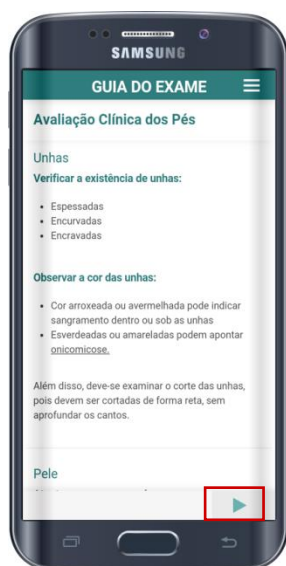 SAMSUNG
GUIA DO EXAME
Avaliação Clínica dos Pés
Unhas
Verificar a existência de unhas:
• Espessadas
• Encurvadas
• Encravadas
Observar a cor das unhas:
• Cor arroxeada ou avermelhada pode indicar
sangramento dentro ou sob as unhas
• Esverdeadas ou amareladas podem apontar
onicomicose.
Além disso, deve-se examinar o corte das unhas,
pois devem ser cortadas de forma reta, sem
aprofundar os cantos.
Pele